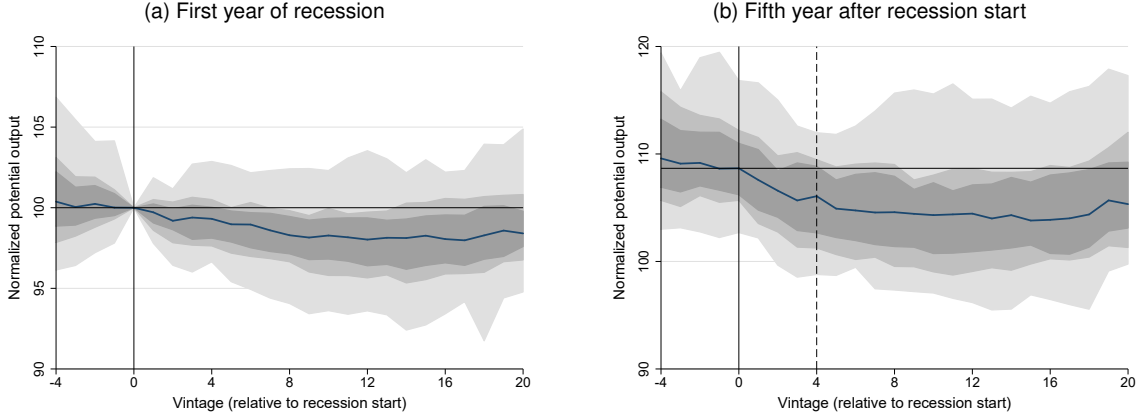 (a) First year of recession
Normalized potential output
110
105
100
95
90
-4 0 4 8 12 16 20
Vintage (relative to recession start)
(b) Fifth year after recession start
Normalized potential output
120
110
100
90
-4 0 4 8 12 16 20
Vintage (relative to recession start)